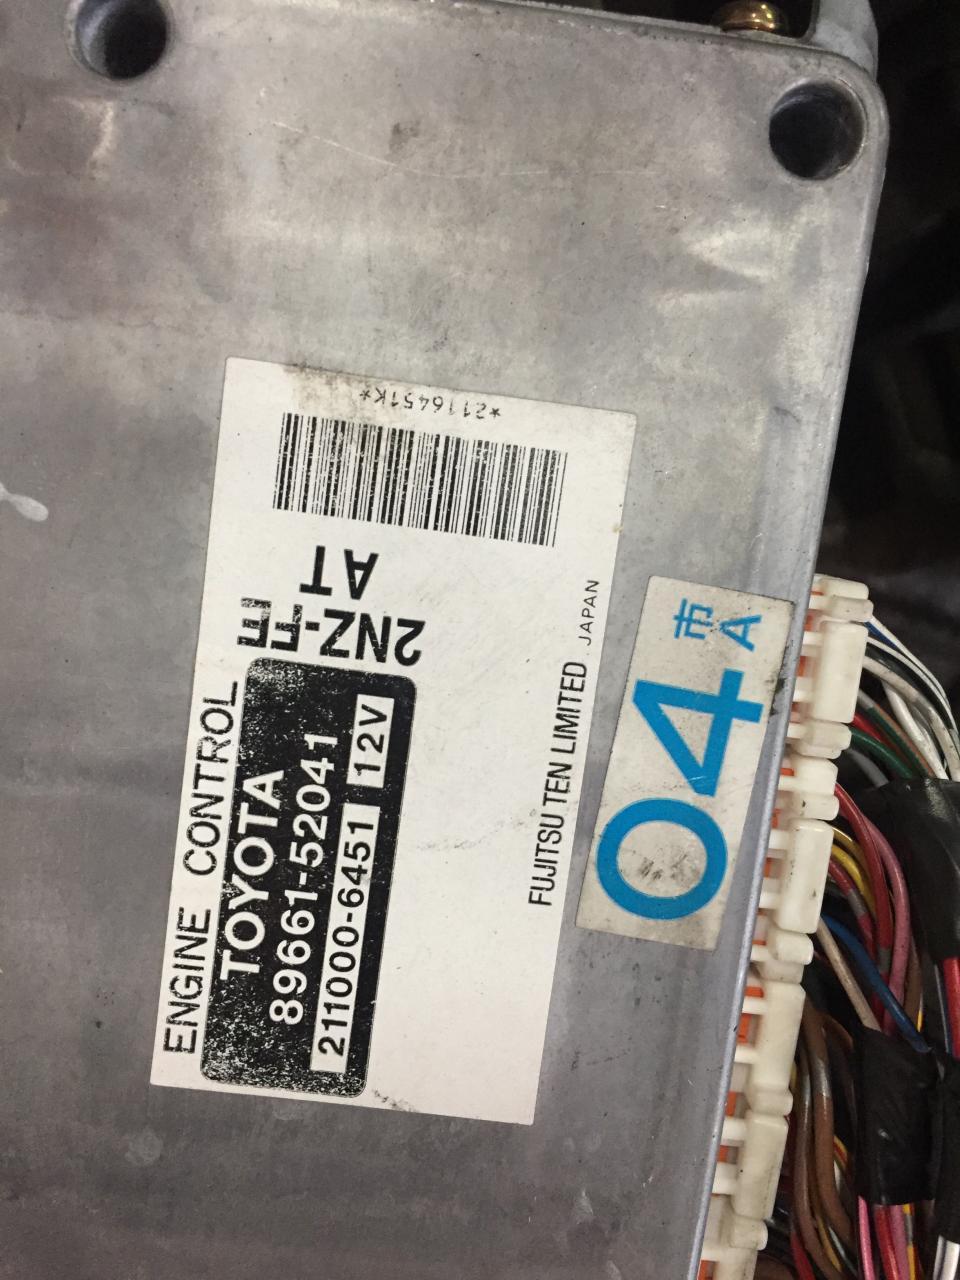 ENGINE CONTROL
TOYOTA
89661-52041
211000-6451 12V
2NZ-FE
AT
*2116451K*
FUJITSU TEN LIMITED JAPAN
04
市
A